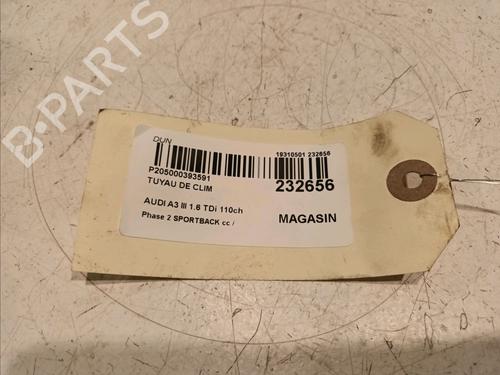 B-PARTS
DUN
19310501 232656
P205000393591
TUYAU DE CLIM
232656
AUDI A3 III 1.6 TDi 110ch
Phase 2 SPORTBACK cc /
MAGASIN